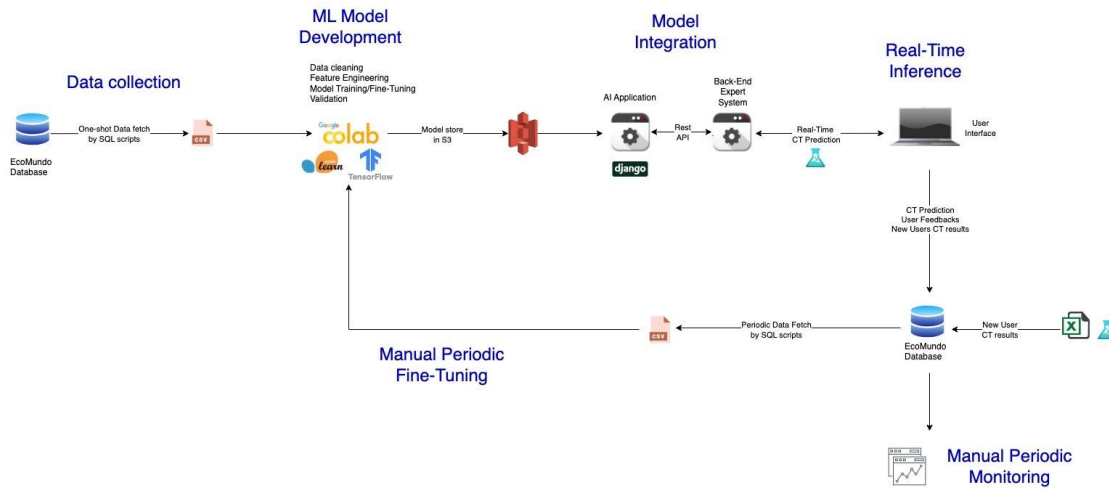 ML Model
Development
Model
Integration
Real-Time
Inference
Data collection
Data cleaning
Feature Engineering
Model Training/Fine-Tuning
Validation
Back-End
Expert
System
AI Application
One-shot Data fetch
by SQL scripts
CSV
Google
colab
learn
TensorFlow
Model store
in S3
Rest
API
django
Real-Time
CT Prediction
User
Interface
EcoMundo
Database
CT Prediction
User Feedbacks
New Users CT results
Periodic Data Fetch
by SQL scripts
CSV
EcoMundo
Database
New User
CT results
X
Manual Periodic
Fine-Tuning
Manual Periodic
Monitoring